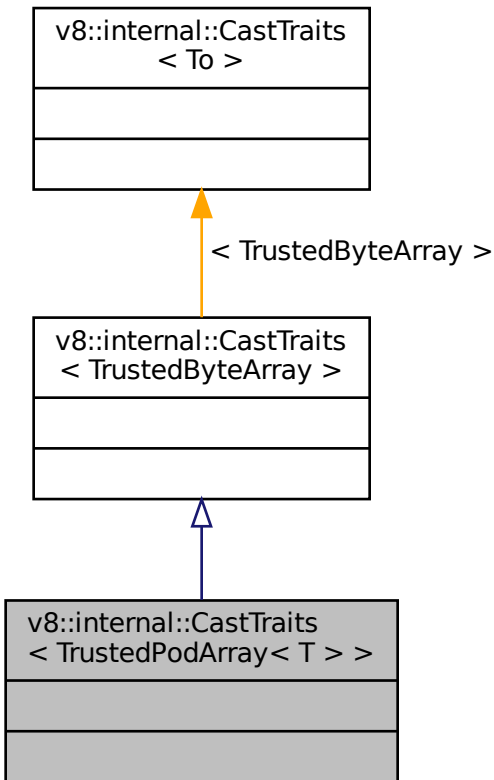 v8::internal::CastTraits
< To >
< TrustedByteArray >
v8::internal::CastTraits
< TrustedByteArray >
v8::internal::CastTraits
< TrustedPodArray< T > >